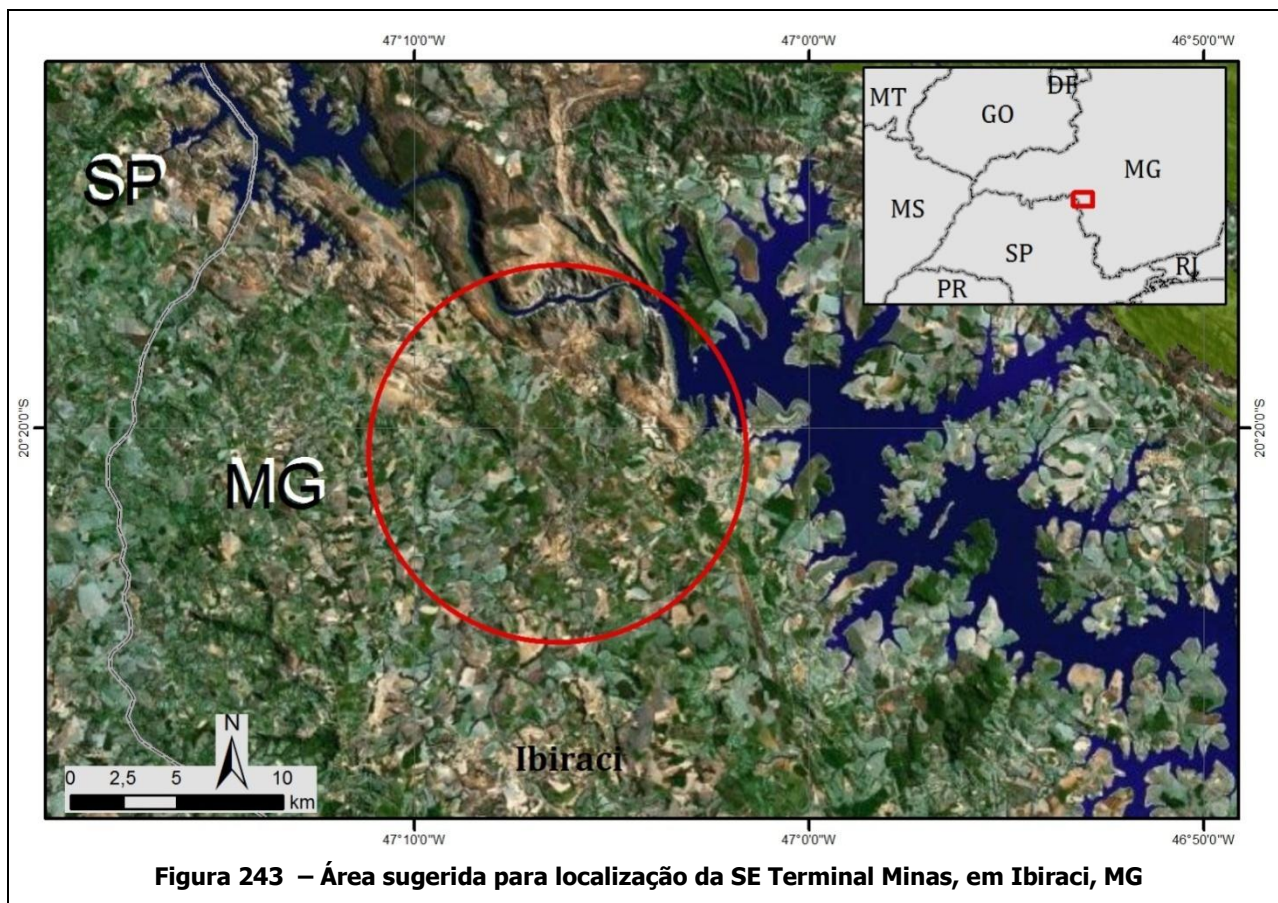 47°10'0"W 47°0'0"W 46°50'0"W
DF
MT
GO
MG
MS
SP
RJ
PR
SP
20°20'0"S 20°20'0"S
MG
Ibiraci
N
0 2,5 5 10
km
47°10'0"W 47°0'0"W 46°50'0"W
Figura 243 – Área sugerida para localização da SE Terminal Minas, em Ibiraci, MG